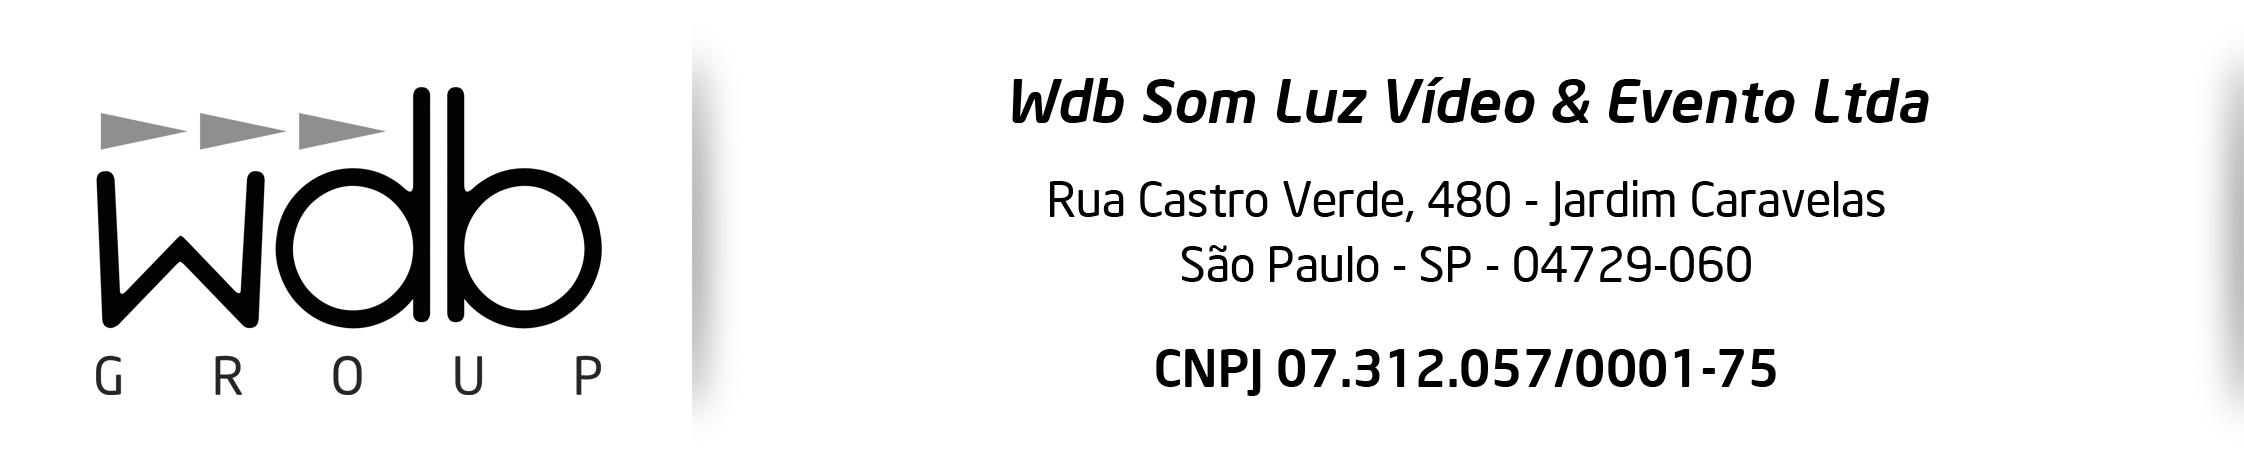 wdb
GROUP
Wdb Som Luz Vídeo & Evento Ltda
Rua Castro Verde, 480 - Jardim Caravelas
São Paulo - SP - 04729-060
CNPJ 07.312.057/0001-75